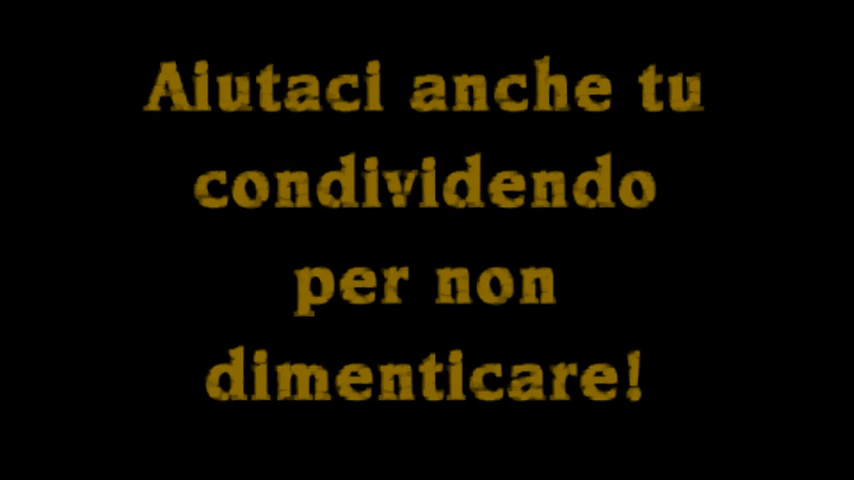 Aiutaci anche tu
condividendo
per non
dimenticare!